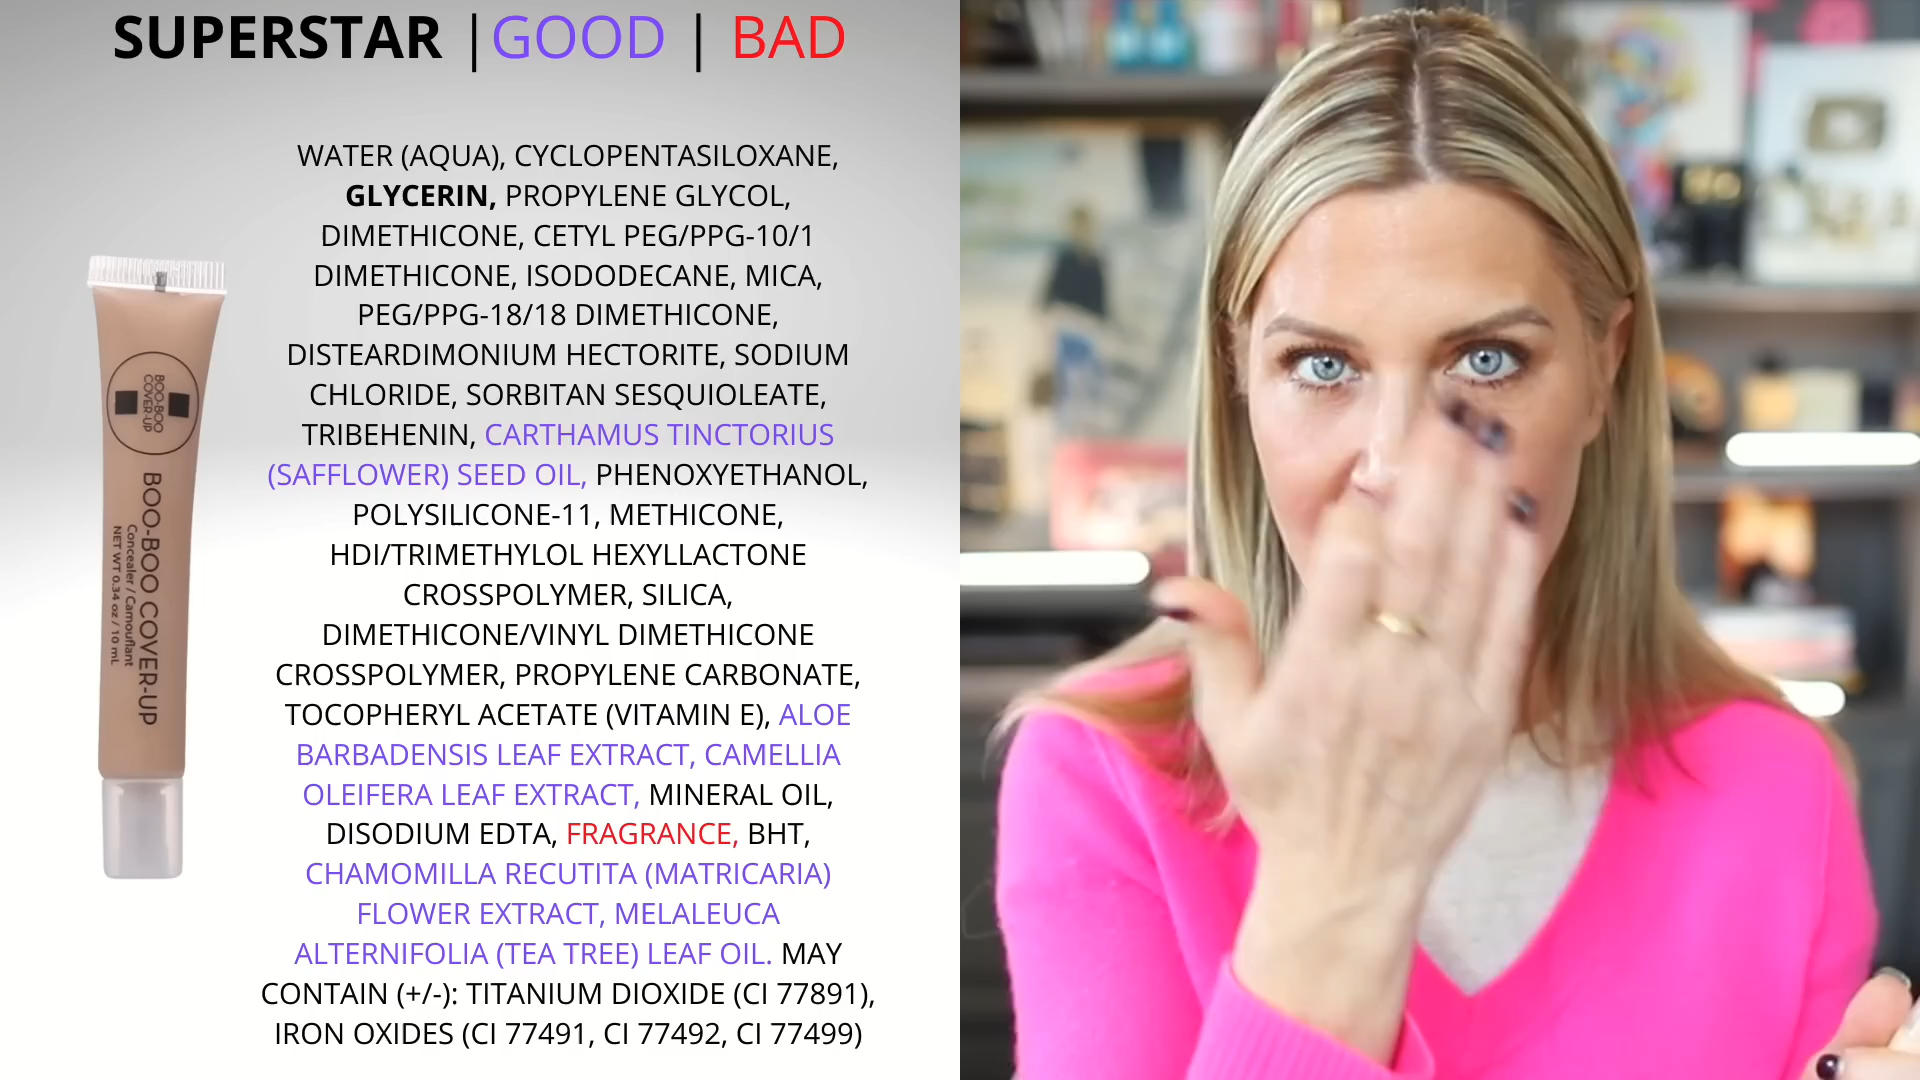 SUPERSTAR | GOOD | BAD
WATER (AQUA), CYCLOPENTASILOXANE,
GLYCERIN, PROPYLENE GLYCOL,
DIMETHICONE, CETYL PEG/PPG-10/1
DIMETHICONE, ISODODECANE, MICA,
PEG/PPG-18/18 DIMETHICONE,
DISTEARDIMONIUM HECTORITE, SODIUM
CHLORIDE, SORBITAN SESQUIOLEATE,
TRIBEHENIN, CARTHAMUS TINCTORIUS
(SAFFLOWER) SEED OIL, PHENOXYETHANOL,
POLYSILICONE-11, METHICONE,
HDI/TRIMETHYLOL HEXYLLACTONE
CROSSPOLYMER, SILICA,
DIMETHICONE/VINYL DIMETHICONE
CROSSPOLYMER, PROPYLENE CARBONATE,
TOCOPHERYL ACETATE (VITAMIN E), ALOE
BARBADENSIS LEAF EXTRACT, CAMELLIA
OLEIFERA LEAF EXTRACT, MINERAL OIL,
DISODIUM EDTA, FRAGRANCE, BHT,
CHAMOMILLA RECUTITA (MATRICARIA)
FLOWER EXTRACT, MELALEUCA
ALTERNIFOLIA (TEA TREE) LEAF OIL. MAY
CONTAIN (+/-): TITANIUM DIOXIDE (CI 77891),
IRON OXIDES (CI 77491, CI 77492, CI 77499)
BOO-BOO
COVER-UP
BOO-BOO COVER-UP
Concealer / Camouflant
NET WT 0.34 oz / 10 mL